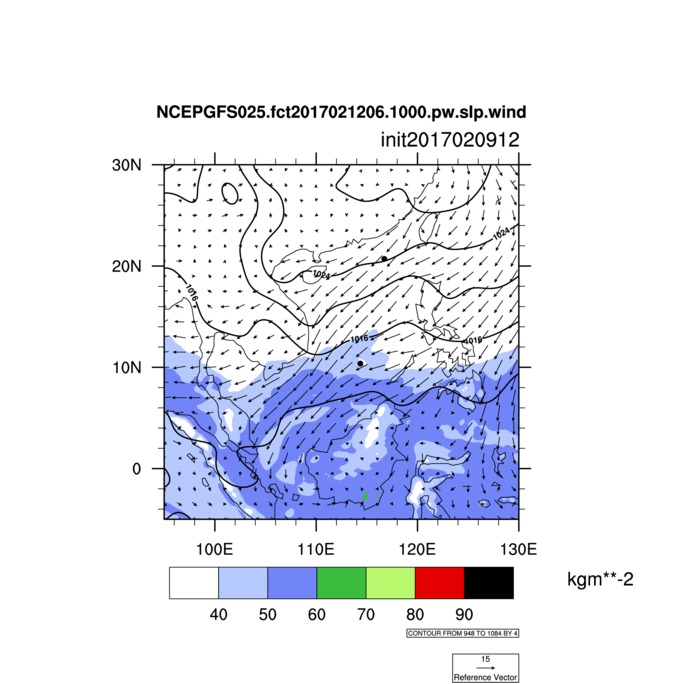 NCEPGFS025.fct2017021206.1000.pw.slp.wind
init2017020912
30N
1024
20N
1024
1016
1016
1016
10N
0
100E 110E 120E 130E
kgm**-2
40 50 60 70 80 90
CONTOUR FROM 948 TO 1084 BY 4
15
Reference Vector